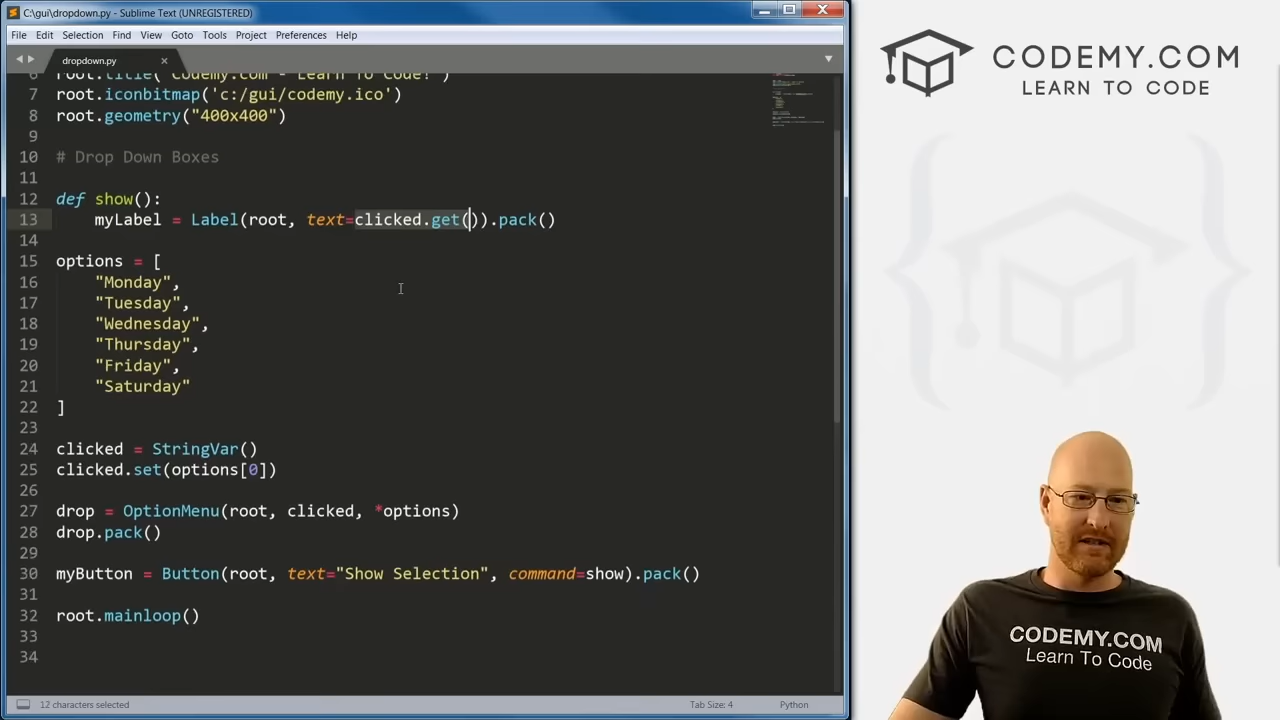 C:\gui\dropdown.py - Sublime Text (UNREGISTERED)
File Edit Selection Find View Goto Tools Project Preferences Help
dropdown.py
6 root.title('Codemy.com - Learn To Code!')
7 root.iconbitmap('c:/gui/codemy.ico')
8 root.geometry("400x400")
9
10 # Drop Down Boxes
11
12 def show():
13     myLabel = Label(root, text=clicked.get()).pack()
14
15 options = [
16     "Monday",
17     "Tuesday",
18     "Wednesday",
19     "Thursday",
20     "Friday",
21     "Saturday"
22 ]
23
24 clicked = StringVar()
25 clicked.set(options[0])
26
27 drop = OptionMenu(root, clicked, *options)
28 drop.pack()
29
30 myButton = Button(root, text="Show Selection", command=show).pack()
31
32 root.mainloop()
33
34
12 characters selected
Tab Size: 4
Python
CODEMY.COM
LEARN TO CODE
CODEMY.COM
Learn To Code